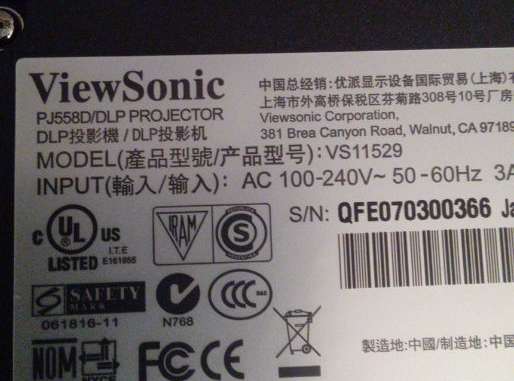 ViewSonic
PJ558D/DLP PROJECTOR
DLP投影機 / DLP投影机
中国总经销: 优派显示设备国际贸易 (上海) 有
上海市外高桥保税区芬菊路308号10号厂房
Viewsonic Corporation,
381 Brea Canyon Road, Walnut, CA 97189
MODEL(產品型號/产品型号): VS11529
INPUT(輸入/输入): AC 100-240V~ 50-60Hz 3A
S/N: QFE070300366 Ja
C UL US
I.T.E
LISTED E161955
TRAM
S
S SAFETY
MARK
061816-11
N768
CCC S&E
NOM
NYCE
FC CE
製造地:中國/制造地:中